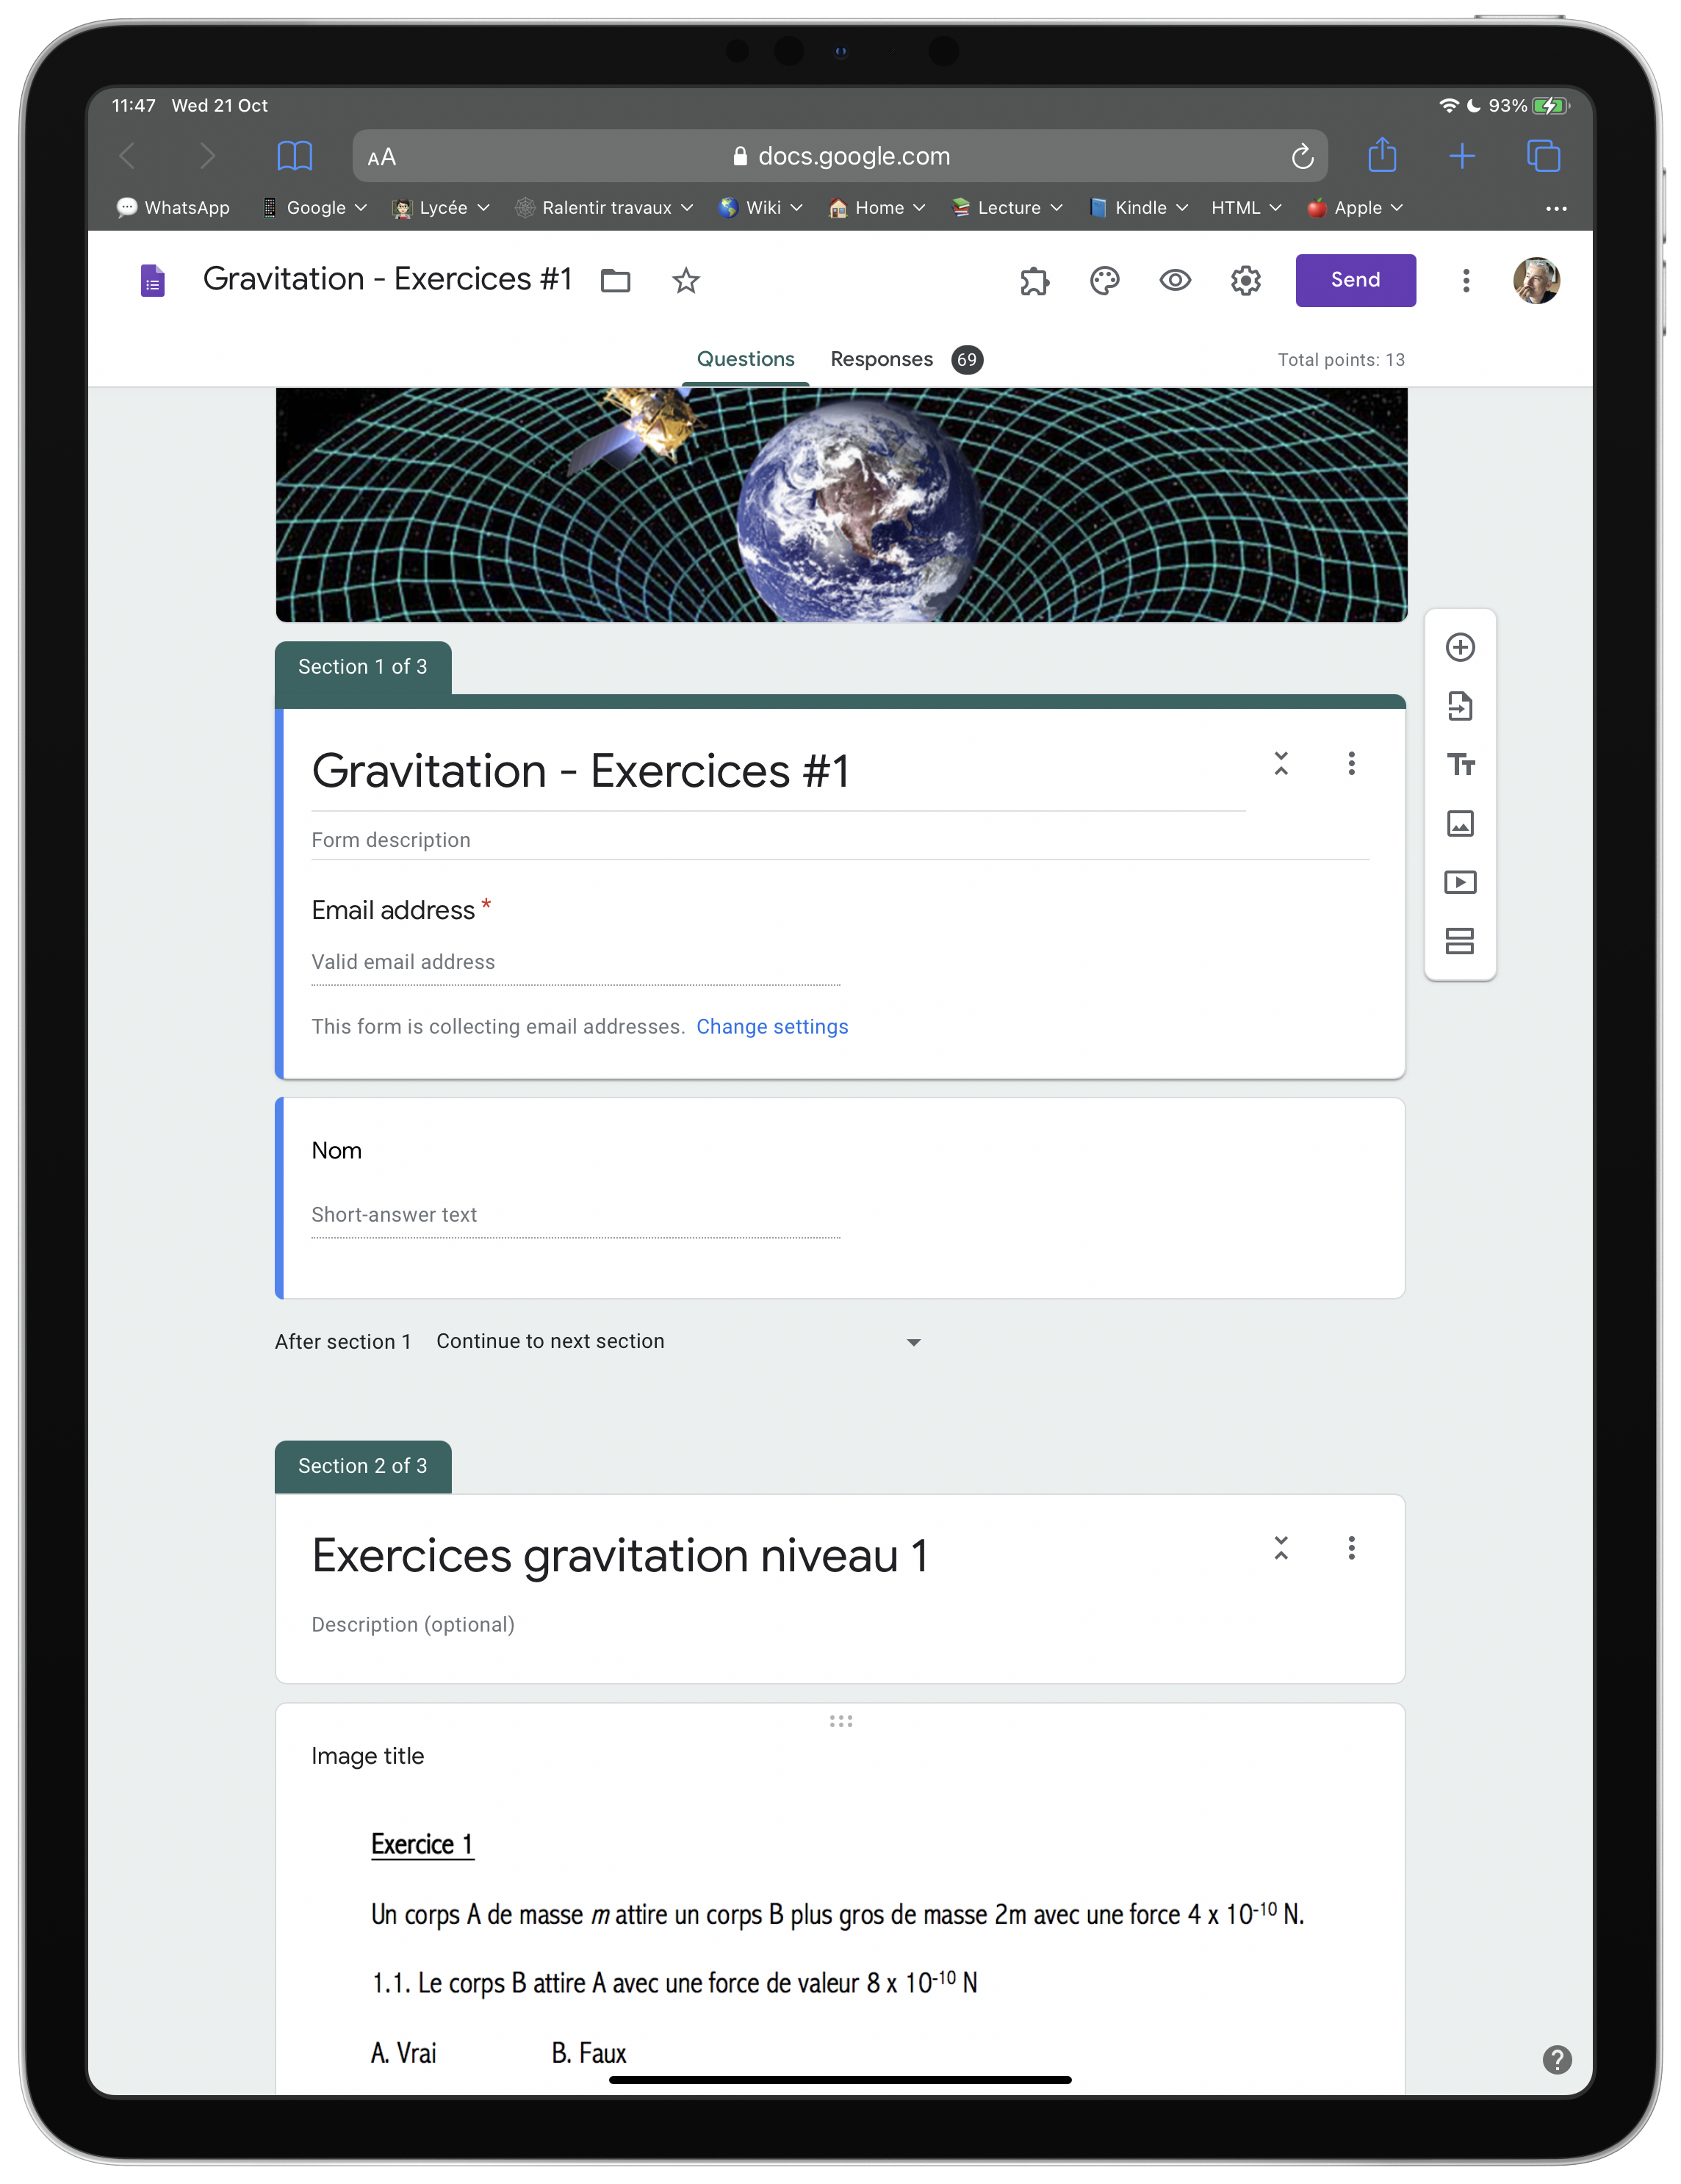 11:47 Wed 21 Oct 93%
AA docs.google.com
WhatsApp Google Lycée Ralentir travaux Wiki Home Lecture Kindle HTML Apple
Gravitation - Exercices #1 Send
Questions Responses 69 Total points: 13
Section 1 of 3
Gravitation - Exercices #1
Form description
Email address *
Valid email address
This form is collecting email addresses. Change settings
Nom
Short-answer text
After section 1 Continue to next section
Section 2 of 3
Exercices gravitation niveau 1
Description (optional)
Image title
Exercice 1
Un corps A de masse m attire un corps B plus gros de masse 2m avec une force 4 x 10⁻¹⁰ N.
1.1. Le corps B attire A avec une force de valeur 8 x 10⁻¹⁰ N
A. Vrai B. Faux